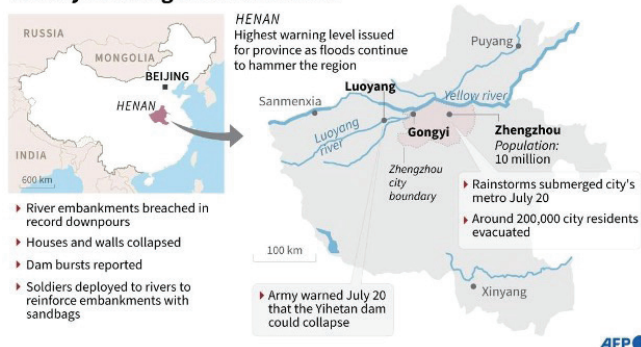 HENAN
Highest warning level issued
for province as floods continue
to hammer the region
RUSSIA
MONGOLIA
BEIJING
HENAN
INDIA
600 km
River embankments breached in
record downpours
Houses and walls collapsed
Dam bursts reported
Soldiers deployed to rivers to
reinforce embankments with
sandbags
Puyang
Luoyang
Yellow river
Sanmenxia
Luoyang
river
Gongyi
Zhengzhou
Population:
10 million
Zhengzhou
city
boundary
Rainstorms submerged city's
metro July 20
Around 200,000 city residents
evacuated
100 km
Army warned July 20
that the Yihetan dam
could collapse
Xinyang
AFP